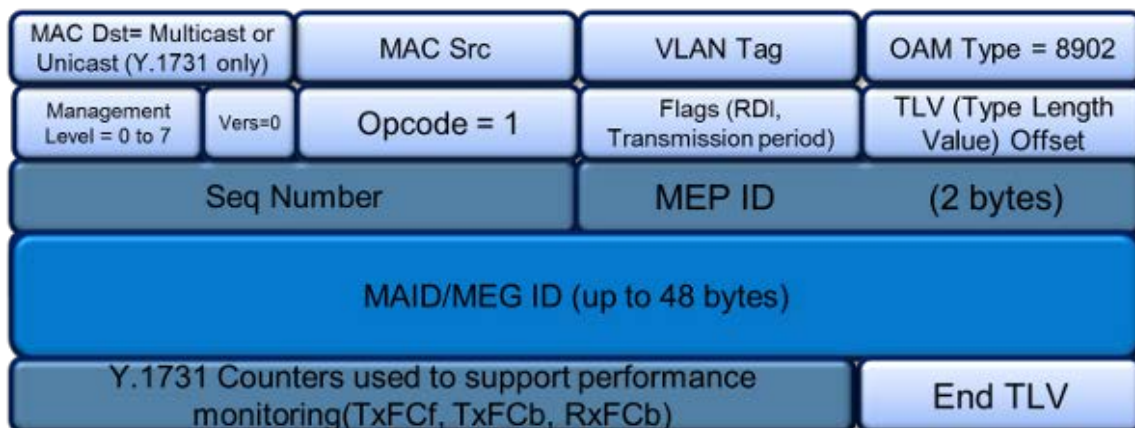 MAC Dst= Multicast or
Unicast (Y.1731 only)
MAC Src
VLAN Tag
OAM Type = 8902
Management
Level = 0 to 7
Vers=0
Opcode = 1
Flags (RDI,
Transmission period)
TLV (Type Length
Value) Offset
Seq Number
MEP ID (2 bytes)
MAID/MEG ID (up to 48 bytes)
Y.1731 Counters used to support performance
monitoring(TxFCf, TxFCb, RxFCb)
End TLV